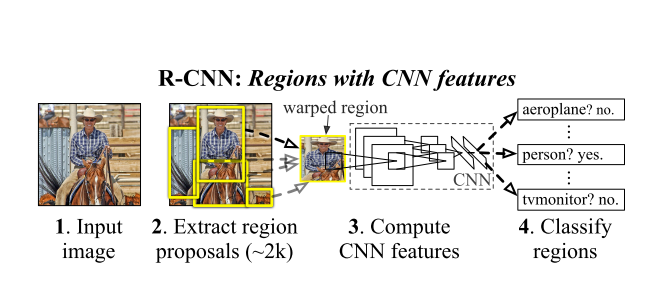 R-CNN: Regions with CNN features
warped region
aeroplane? no.
⋮
person? yes.
⋮
tvmonitor? no.
CNN
1. Input
image
2. Extract region
proposals (~2k)
3. Compute
CNN features
4. Classify
regions